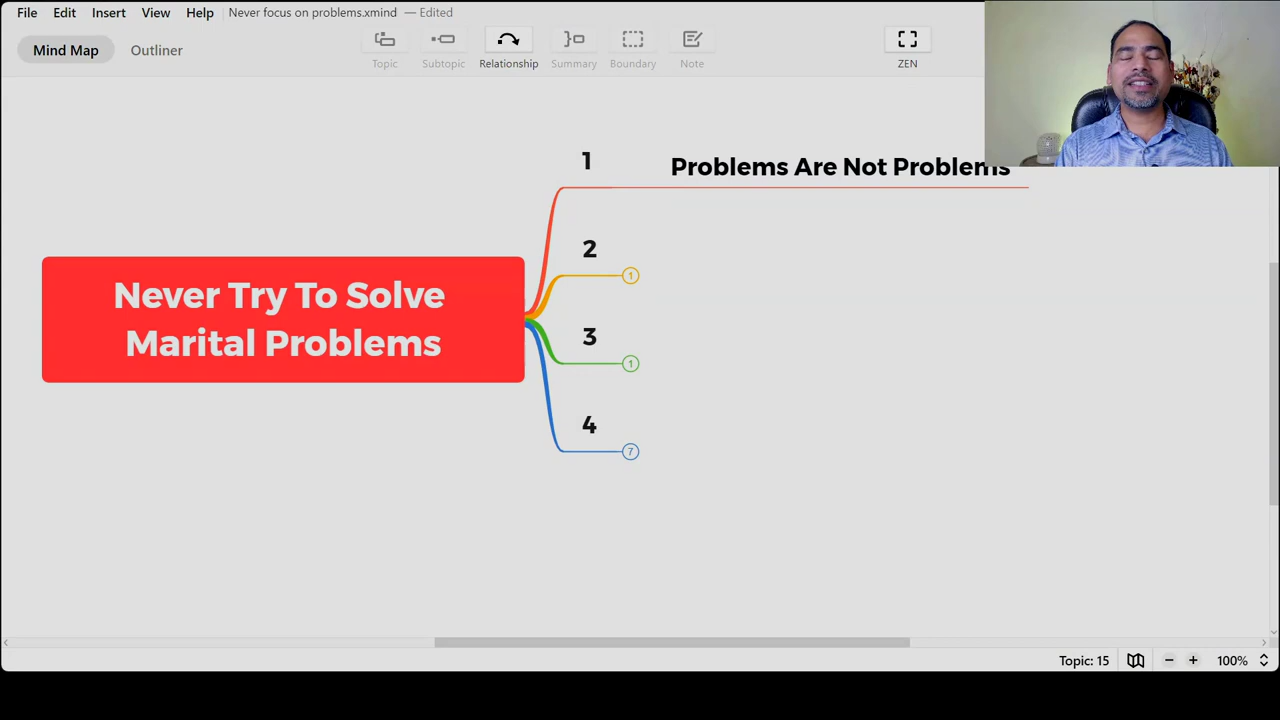 File Edit Insert View Help Never focus on problems.xmind — Edited
Mind Map Outliner
Topic Subtopic Relationship Summary Boundary Note ZEN
1 Problems Are Not Problems
2
1
Never Try To Solve
Marital Problems
3
1
4
7
Topic: 15 100%